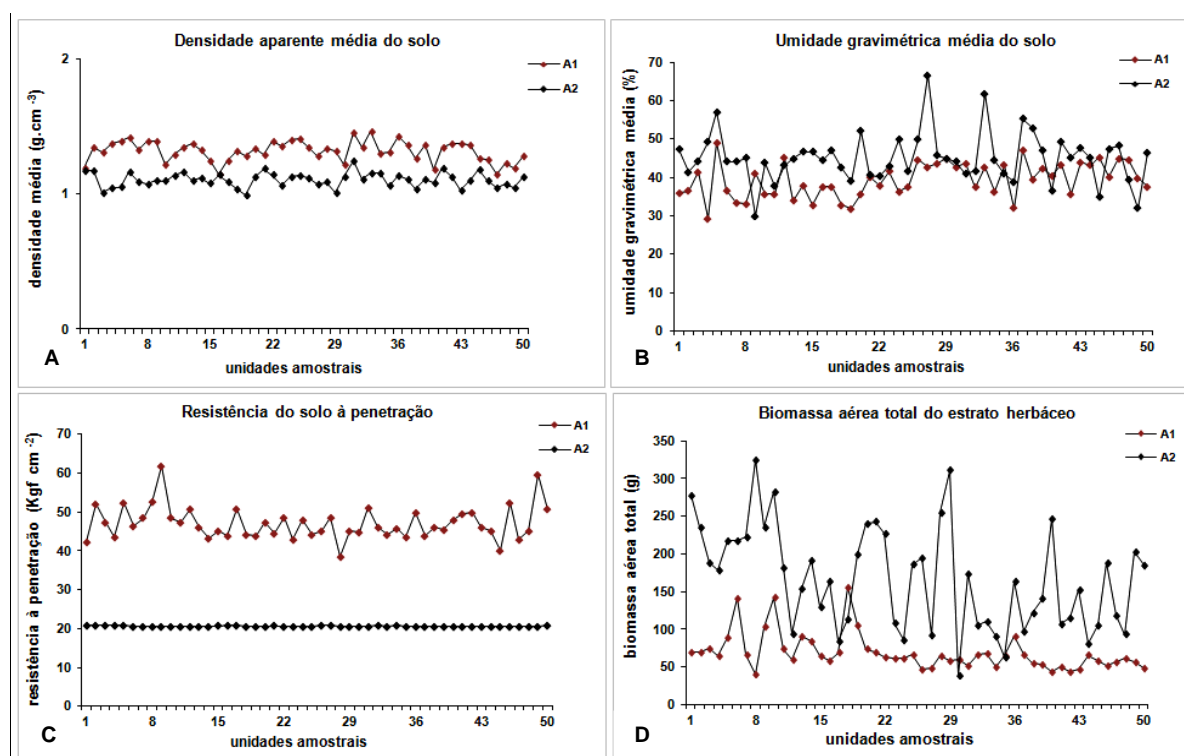 Densidade aparente média do solo
A1
A2
densidade média (g.cm -3)
2
1
0
1 8 15 22 29 36 43 50
A
unidades amostrais
Umidade gravimétrica média do solo
A1
A2
umidade gravimétrica média (%)
70
60
50
40
30
20
10
0
1 8 15 22 29 36 43 50
B
unidades amostrais
Resistência do solo à penetração
A1
A2
resistência à penetração (Kgf cm -2)
70
60
50
40
30
20
10
0
1 8 15 22 29 36 43 50
C
unidades amostrais
Biomassa aérea total do estrato herbáceo
A1
A2
biomassa aérea total (g)
350
300
250
200
150
100
50
0
1 8 15 22 29 36 43 50
D
unidades amostrais